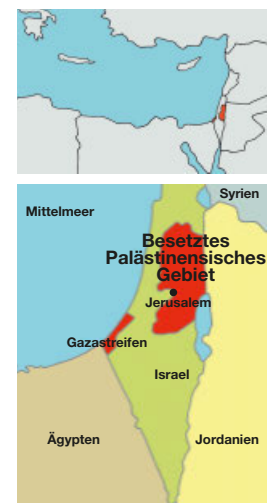 Syrien
Mittelmeer
Besetztes
Palästinensisches
Gebiet
Jerusalem
Gazastreifen
Israel
Ägypten
Jordanien